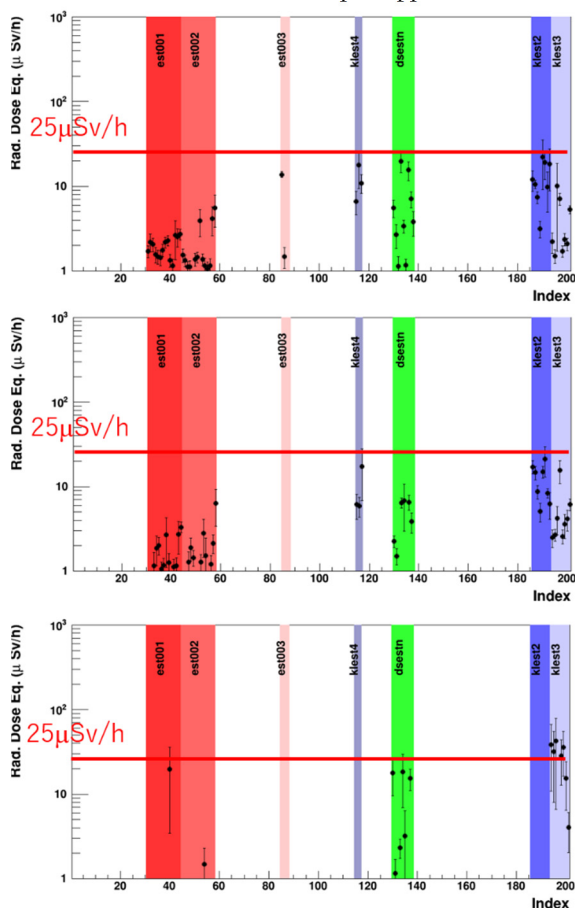 Rad. Dose Eq. (μ Sv/h)
10³
10²
10
1
25μSv/h
est001
est002
est003
klest4
dsestn
klest2
klest3
20 40 60 80 100 120 140 160 180 200
Index
Rad. Dose Eq. (μ Sv/h)
10³
10²
10
1
25μSv/h
est001
est002
est003
klest4
dsestn
klest2
klest3
20 40 60 80 100 120 140 160 180 200
Index
Rad. Dose Eq. (μ Sv/h)
10³
10²
10
1
25μSv/h
est001
est002
est003
klest4
dsestn
klest2
klest3
20 40 60 80 100 120 140 160 180 200
Index